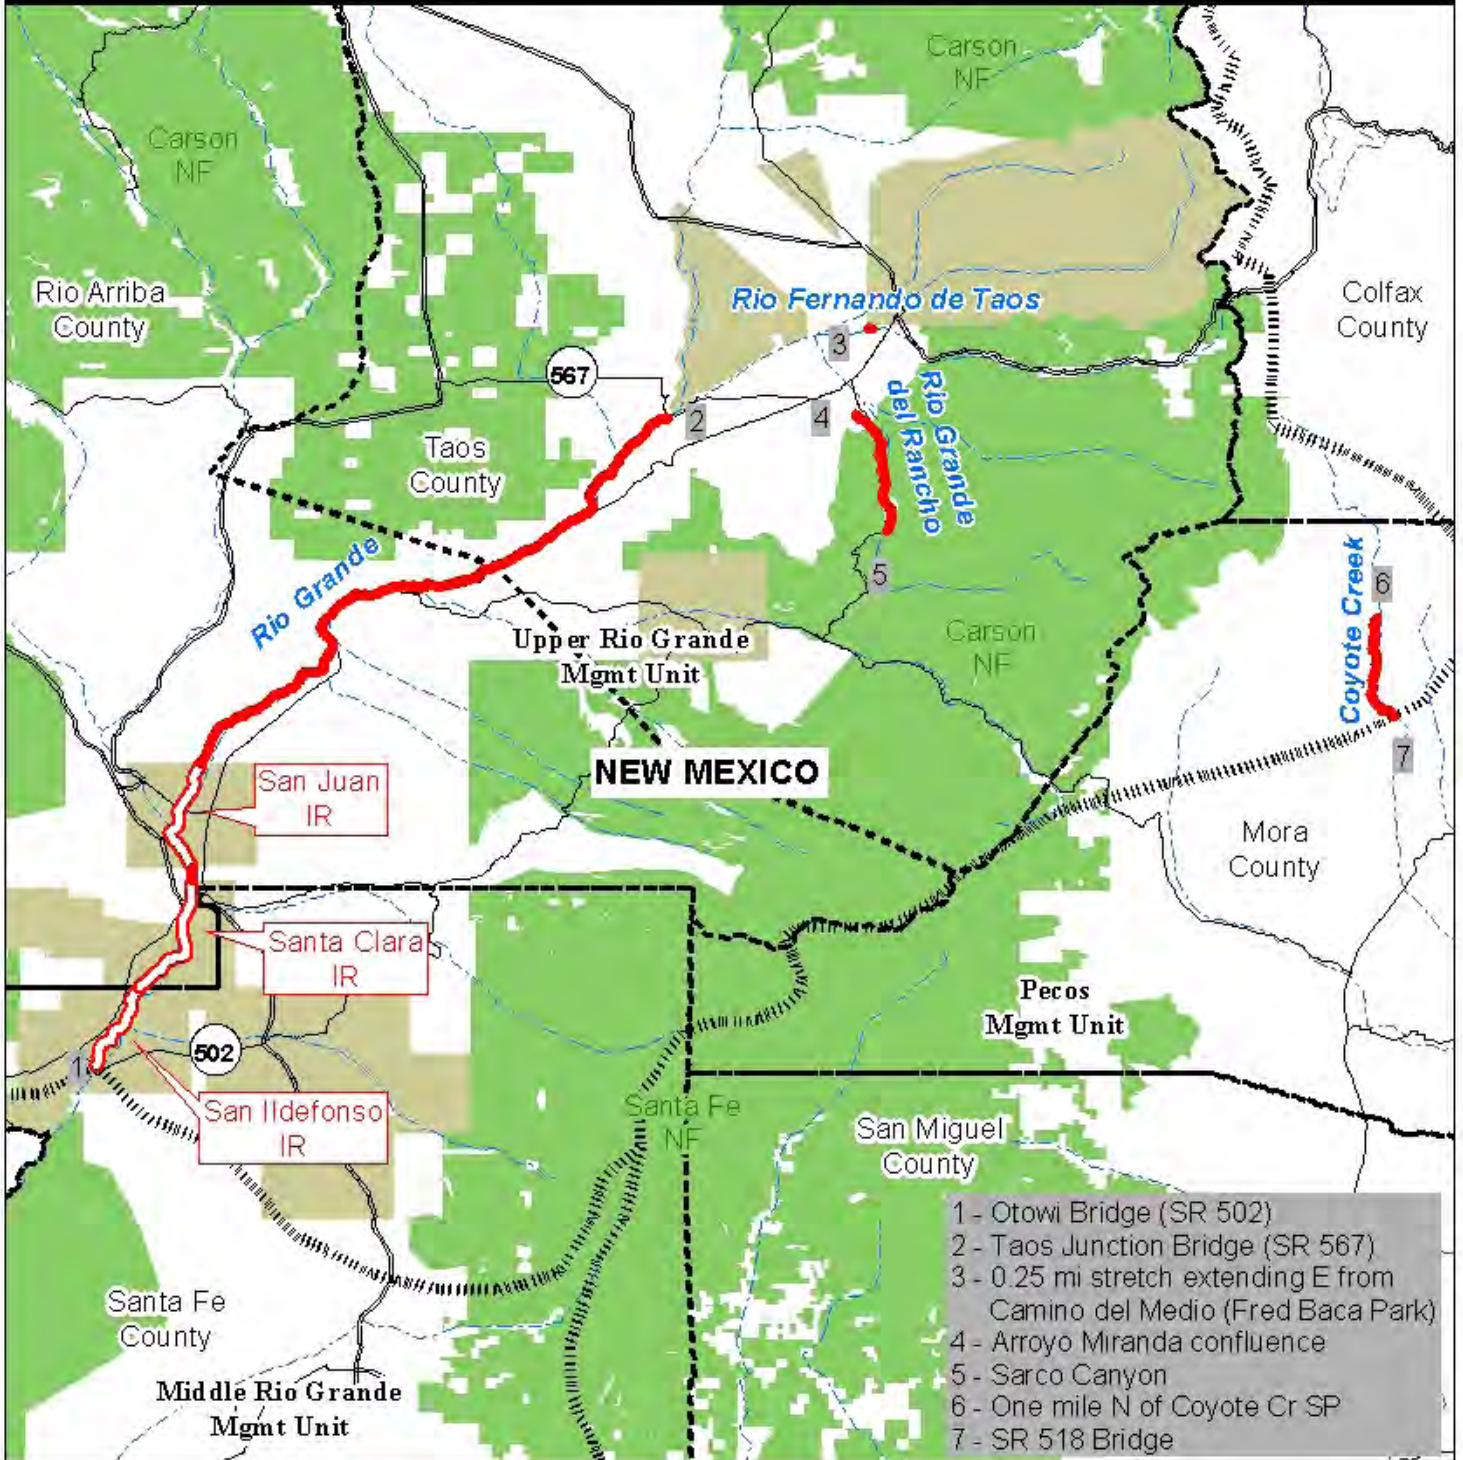 Carson
NF
Carson
NF
Rio Arriba
County
Rio Fernando de Taos
Colfax
County
3
567
2
4
Rio Grande
del Rancho
Taos
County
Rio Grande
5
Coyote Creek
6
Upper Rio Grande
Mgmt Unit
Carson
NF
7
NEW MEXICO
San Juan
IR
Mora
County
Santa Clara
IR
Pecos
Mgmt Unit
502
1
San Ildefonso
IR
Santa Fe
NF
San Miguel
County
Santa Fe
County
Middle Rio Grande
Mgmt Unit
1 - Otowi Bridge (SR 502)
2 - Taos Junction Bridge (SR 567)
3 - 0.25 mi stretch extending E from
Camino del Medio (Fred Baca Park)
4 - Arroyo Miranda confluence
5 - Sarco Canyon
6 - One mile N of Coyote Cr SP
7 - SR 518 Bridge